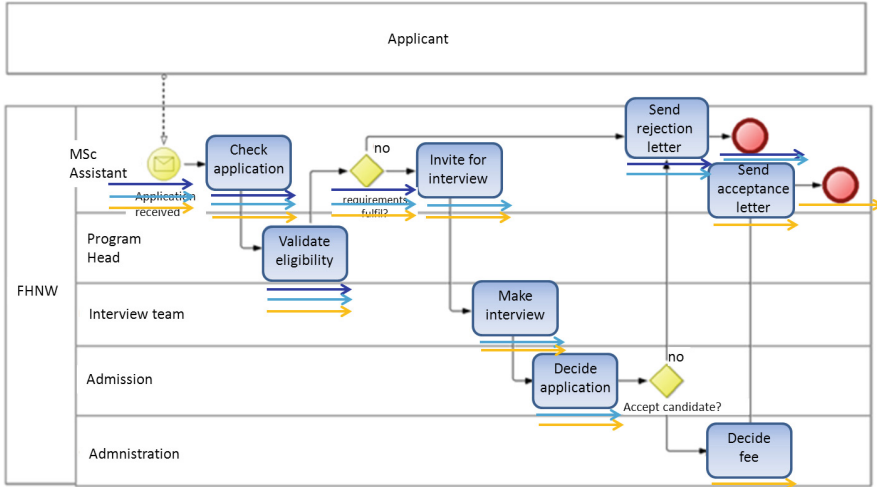 Applicant
FHNW
MSc
Assistant
Application
received
Check
application
no
requirements
fulfil?
Invite for
interview
Send
rejection
letter
Send
acceptance
letter
Program
Head
Validate
eligibility
Interview team
Make
interview
Admission
Decide
application
no
Accept candidate?
Admnistration
Decide
fee